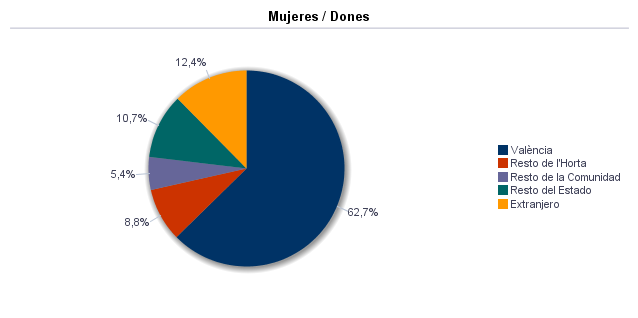 Mujeres / Dones
12,4%
10,7%
5,4%
8,8%
62,7%
València
Resto de l'Horta
Resto de la Comunidad
Resto del Estado
Extranjero